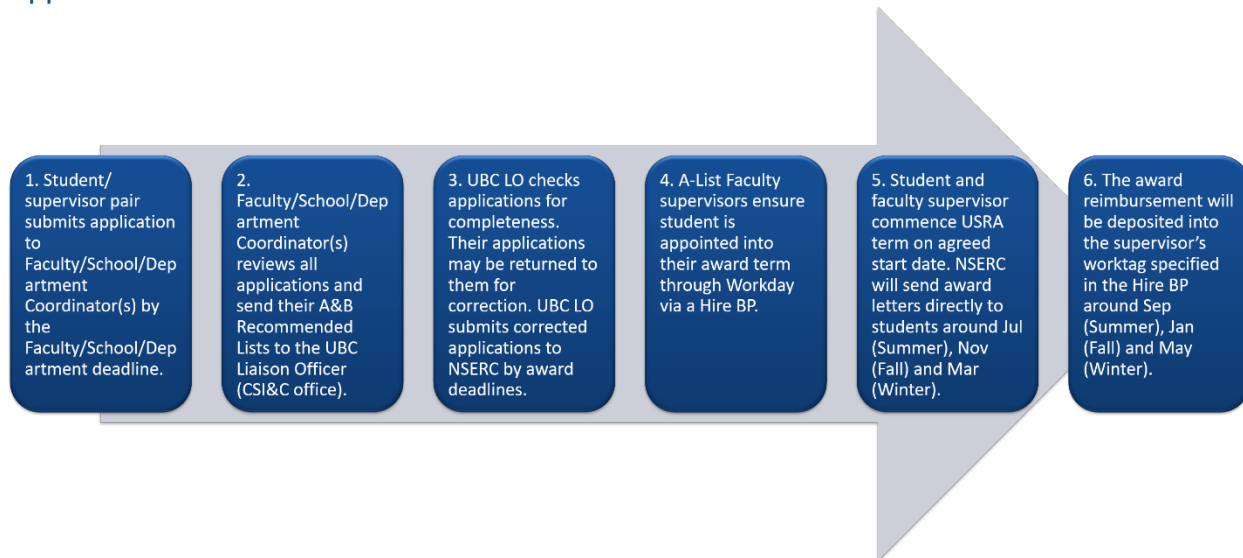 1. Student/
supervisor pair
submits application
to
Faculty/School/Dep
artment
Coordinator(s) by
the
Faculty/School/Dep
artment deadline.
2.
Faculty/School/Dep
artment
Coordinator(s)
reviews all
applications and
send their A&B
Recommended
Lists to the UBC
Liaison Officer
(CSI&C office).
3. UBC LO checks
applications for
completeness.
Their applications
may be returned to
them for
correction. UBC LO
submits corrected
applications to
NSERC by award
deadlines.
4. A-List Faculty
supervisors ensure
student is
appointed into
their award term
through Workday
via a Hire BP.
5. Student and
faculty supervisor
commence USRA
term on agreed
start date. NSERC
will send award
letters directly to
students around Jul
(Summer), Nov
(Fall) and Mar
(Winter).
6. The award
reimbursement will
be deposited into
the supervisor’s
worktag specified
in the Hire BP
around Sep
(Summer), Jan
(Fall) and May
(Winter).